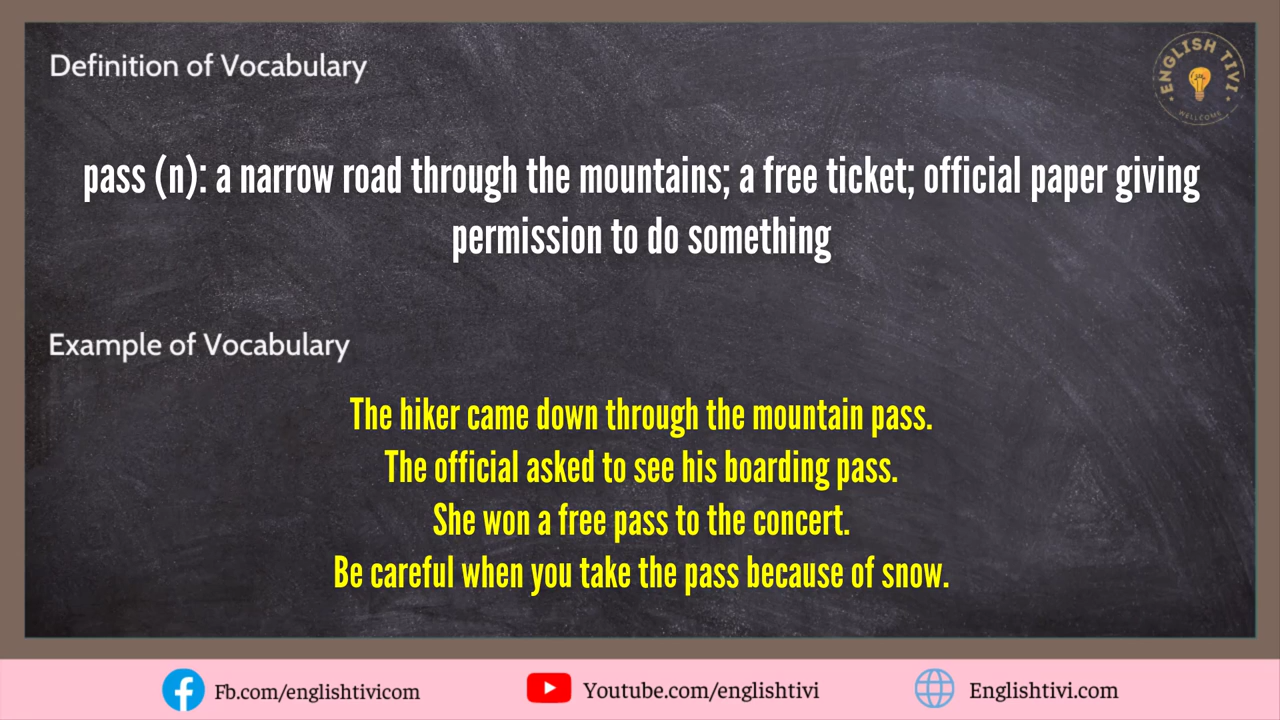 Definition of Vocabulary
ENGLISH TIVI
WELLCOME
pass (n): a narrow road through the mountains; a free ticket; official paper giving
permission to do something
Example of Vocabulary
The hiker came down through the mountain pass.
The official asked to see his boarding pass.
She won a free pass to the concert.
Be careful when you take the pass because of snow.
Fb.com/englishtivicom
Youtube.com/englishtivi
Englishtivi.com